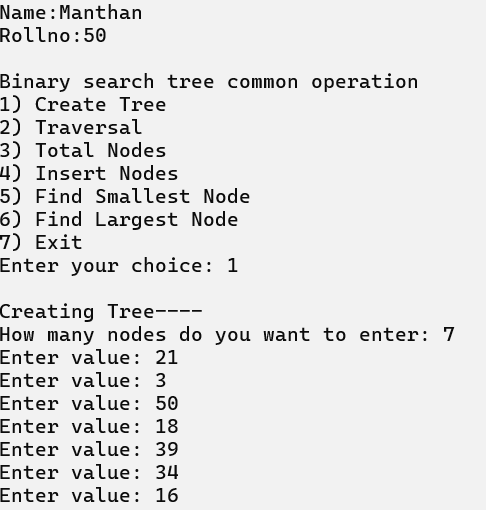 Name:Manthan
Rollno:50
Binary search tree common operation
1) Create Tree
2) Traversal
3) Total Nodes
4) Insert Nodes
5) Find Smallest Node
6) Find Largest Node
7) Exit
Enter your choice: 1
Creating Tree----
How many nodes do you want to enter: 7
Enter value: 21
Enter value: 3
Enter value: 50
Enter value: 18
Enter value: 39
Enter value: 34
Enter value: 16